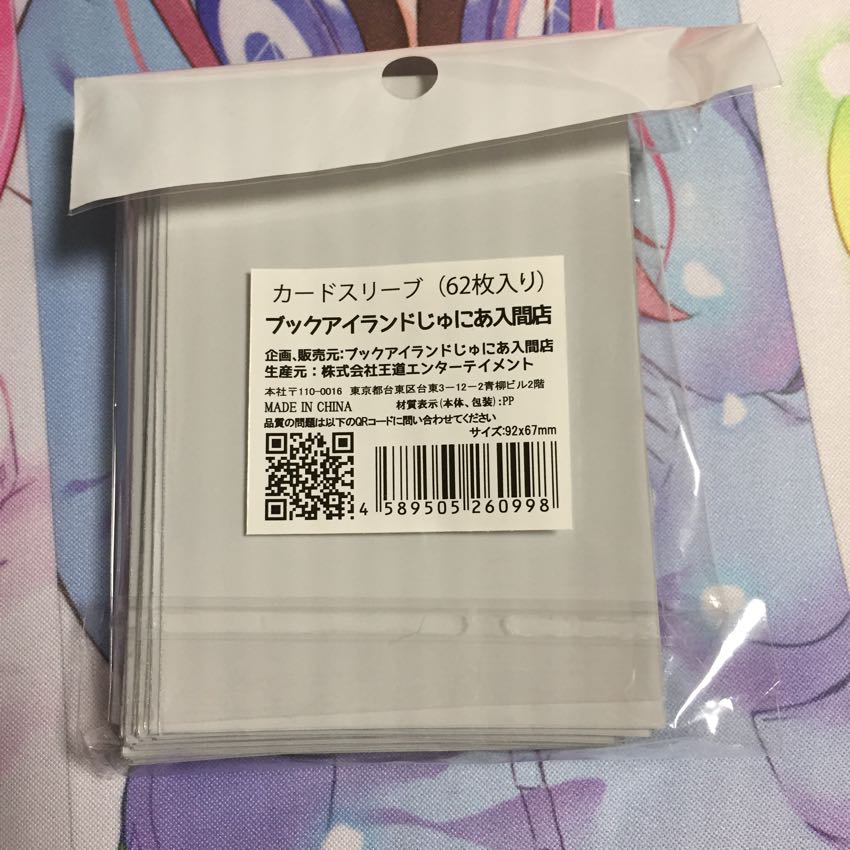 カードスリーブ（62枚入り）
ブックアイランドじゅにあ入間店
企画、販売元：ブックアイランドじゅにあ入間店
生産元：株式会社王道エンターテイメント
本社〒110-0016 東京都台東区台東3-12-2青柳ビル2階
MADE IN CHINA 材質表示(本体、包装):PP
品質の問題は以下のQRコードに問い合わせてください
サイズ:92x67mm
4 589505 260998